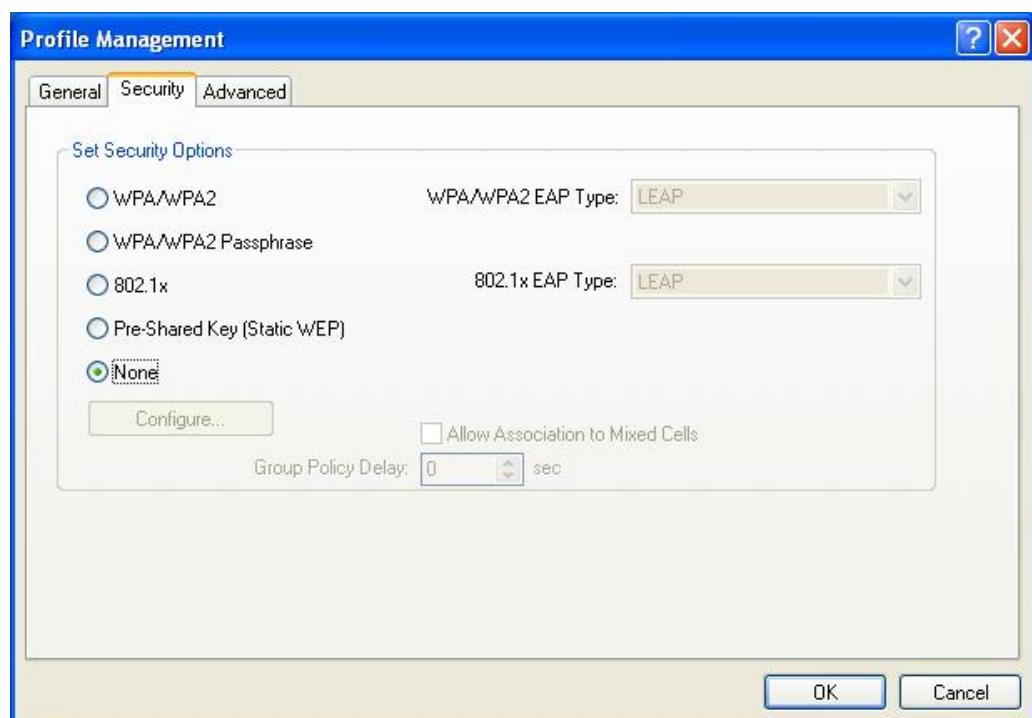 Profile Management
General Security Advanced
Set Security Options
WPA/WPA2 WPA/WPA2 EAP Type: LEAP
WPA/WPA2 Passphrase
802.1x 802.1x EAP Type: LEAP
Pre-Shared Key (Static WEP)
None
Configure...
Allow Association to Mixed Cells
Group Policy Delay: 0 sec
OK Cancel